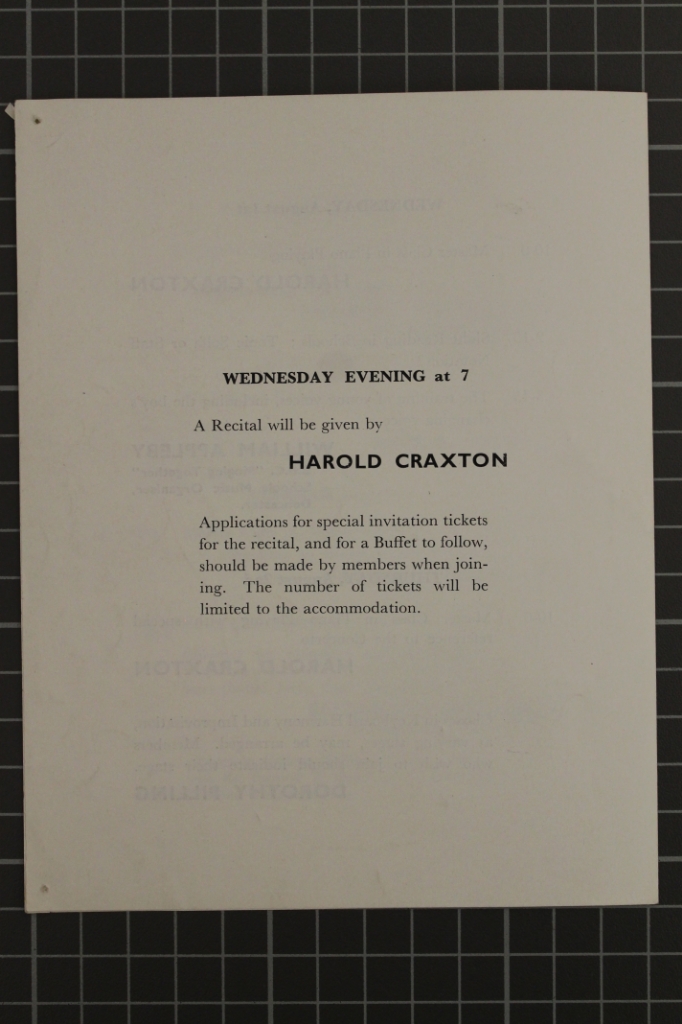 WEDNESDAY EVENING at 7
A Recital will be given by
HAROLD CRAXTON
Applications for special invitation tickets
for the recital, and for a Buffet to follow,
should be made by members when join-
ing. The number of tickets will be
limited to the accommodation.